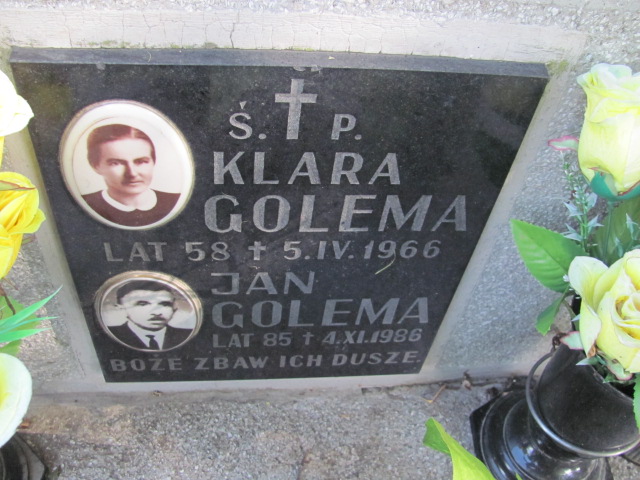 Ś. P.
KLARA
GOLEMA
LAT 58 ✝ 5.IV.1966
JAN
GOLEMA
LAT 85 ✝ 4.XI.1986
BOŻE ZBAW ICH DUSZE.